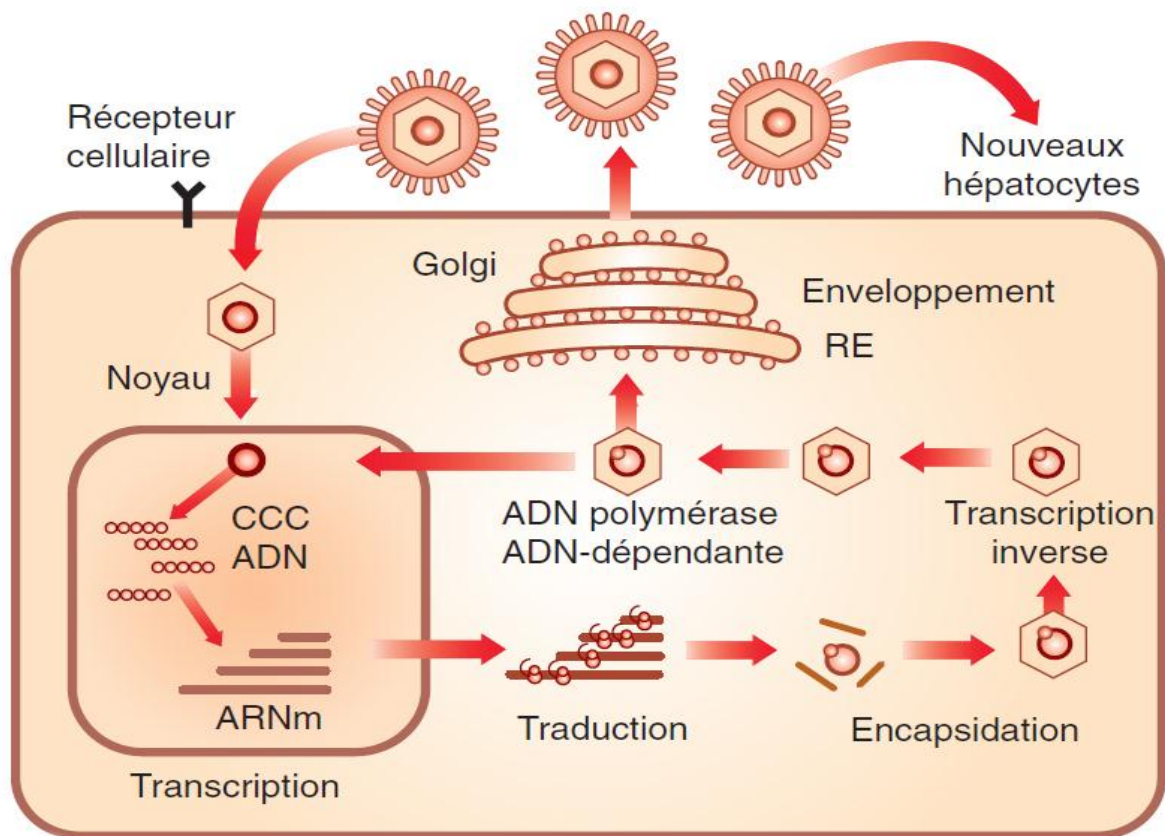 Récepteur
cellulaire
Nouveaux
hépatocytes
Golgi
Enveloppement
RE
Noyau
CCC
ADN
ADN polymérase
ADN-dépendante
Transcription
inverse
ARNm
Traduction
Encapsidation
Transcription